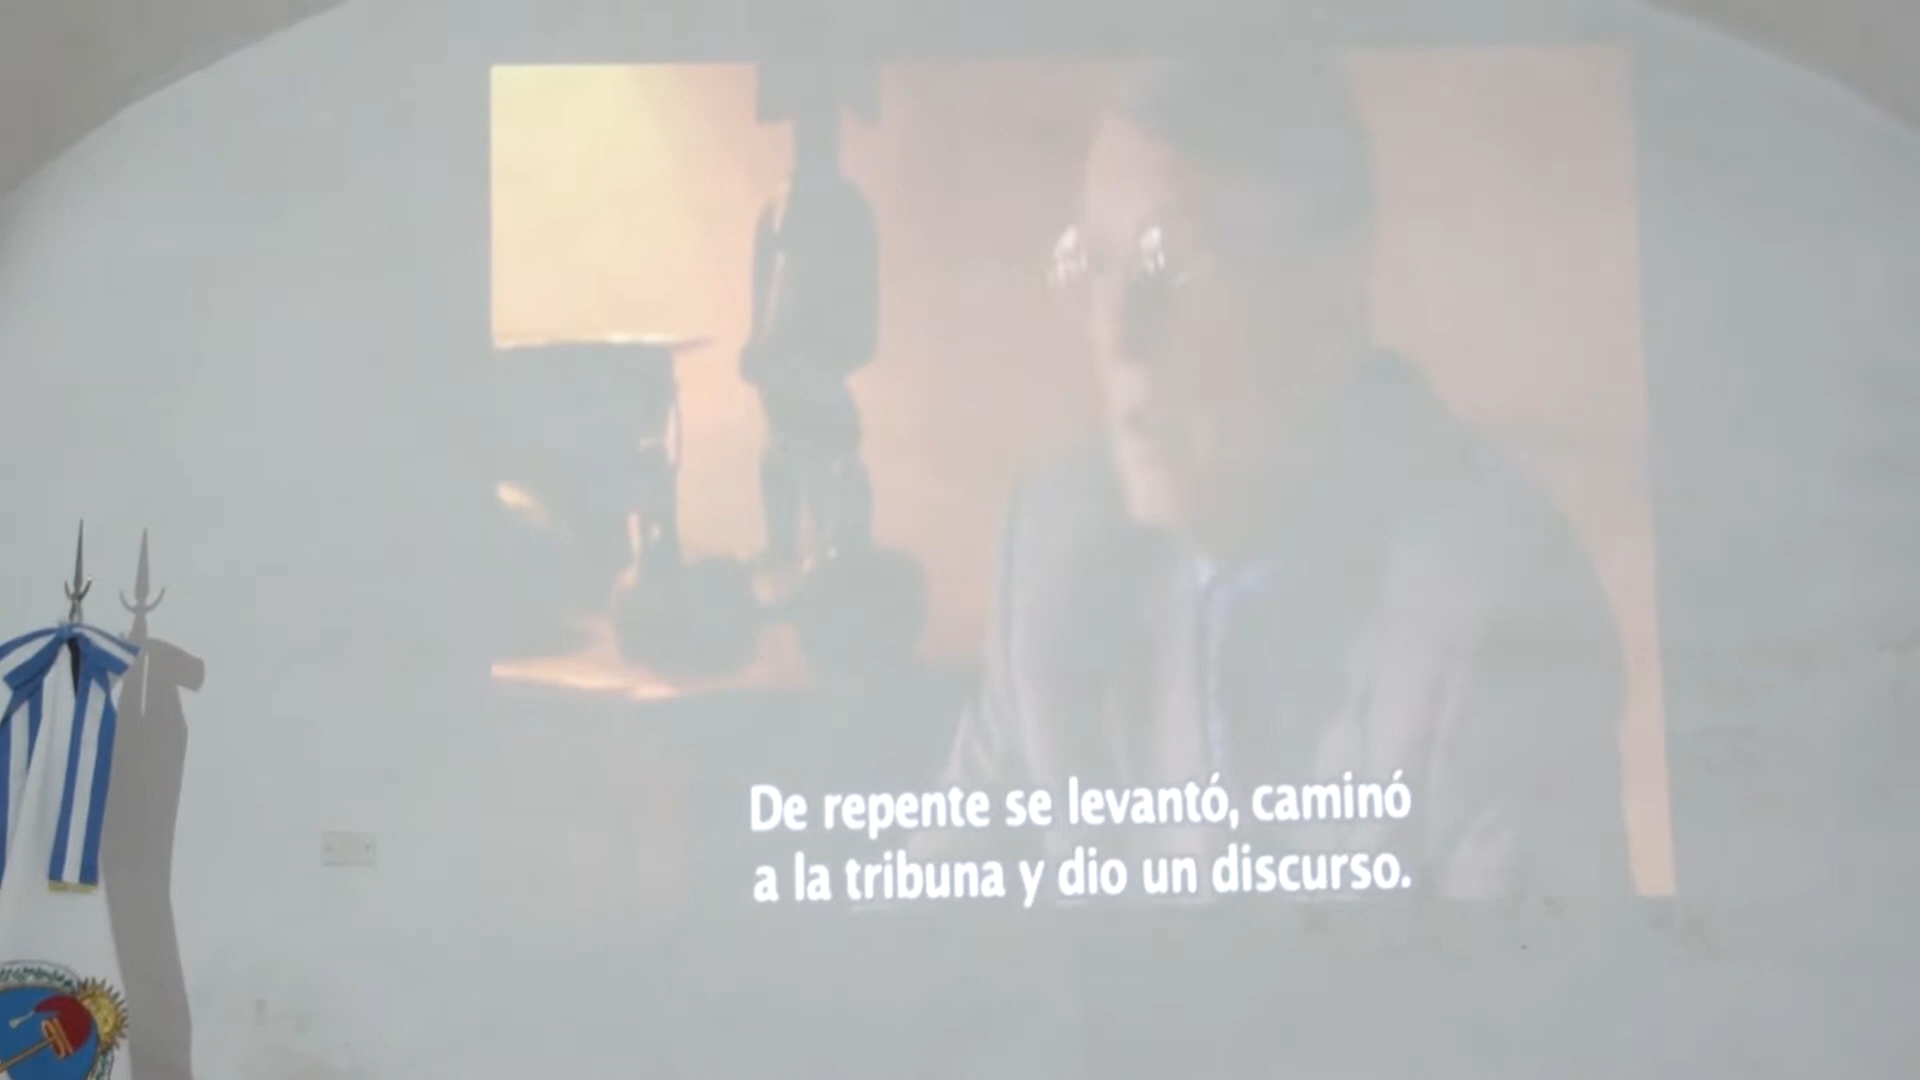 De repente se levantó, caminó
a la tribuna y dio un discurso.